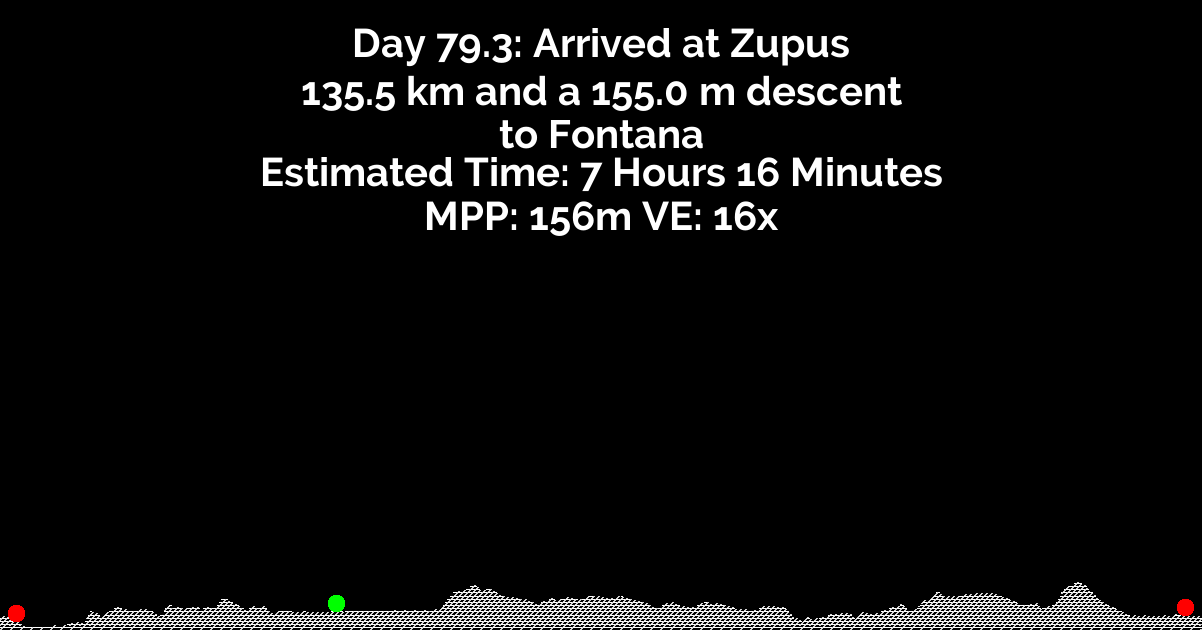 Day 79.3: Arrived at Zupus
135.5 km and a 155.0 m descent
to Fontana
Estimated Time: 7 Hours 16 Minutes
MPP: 156m VE: 16x